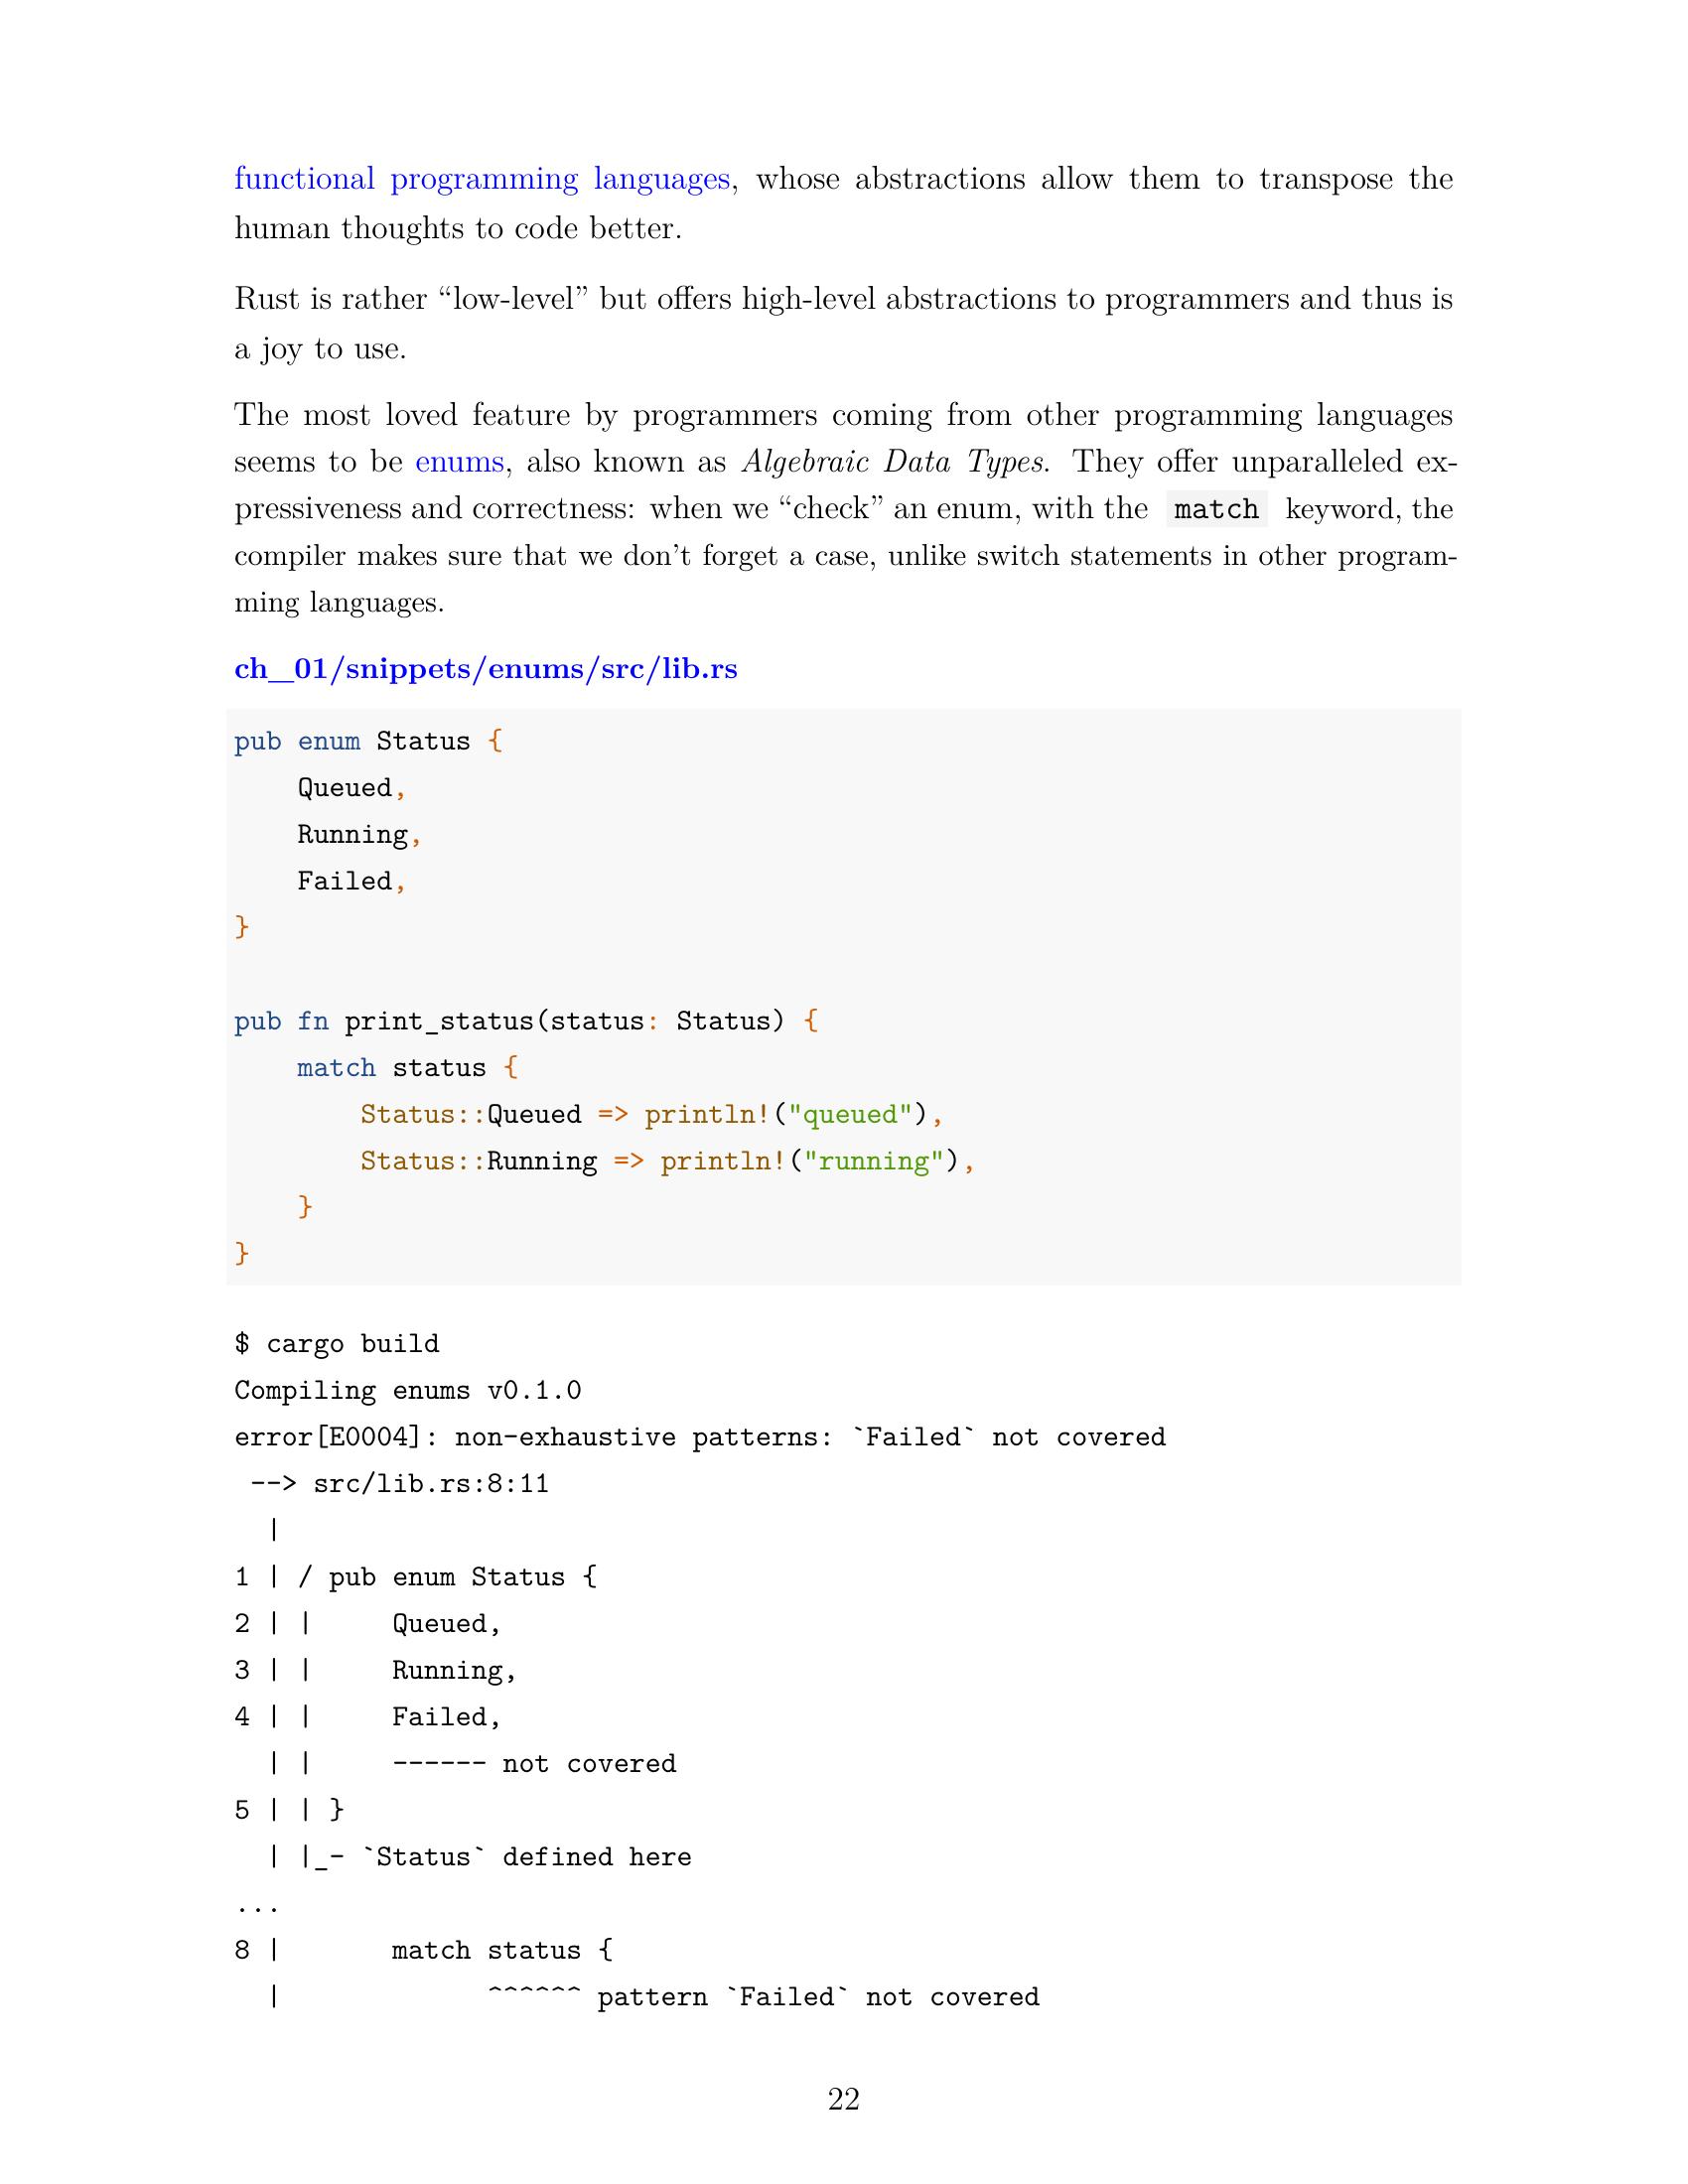 functional programming languages, whose abstractions allow them to transpose the
human thoughts to code better.
Rust is rather “low-level” but offers high-level abstractions to programmers and thus is
a joy to use.
The most loved feature by programmers coming from other programming languages
seems to be enums, also known as Algebraic Data Types. They offer unparalleled ex-
pressiveness and correctness: when we “check” an enum, with the match keyword, the
compiler makes sure that we don’t forget a case, unlike switch statements in other program-
ming languages.
ch_01/snippets/enums/src/lib.rs
pub enum Status {
    Queued,
    Running,
    Failed,
}

pub fn print_status(status: Status) {
    match status {
        Status::Queued => println!("queued"),
        Status::Running => println!("running"),
    }
}
$ cargo build
Compiling enums v0.1.0
error[E0004]: non-exhaustive patterns: `Failed` not covered
 --> src/lib.rs:8:11
  |
1 | / pub enum Status {
2 | |     Queued,
3 | |     Running,
4 | |     Failed,
  | |     ------ not covered
5 | | }
  | |_- `Status` defined here
...
8 |       match status {
  |             ^^^^^^ pattern `Failed` not covered
22